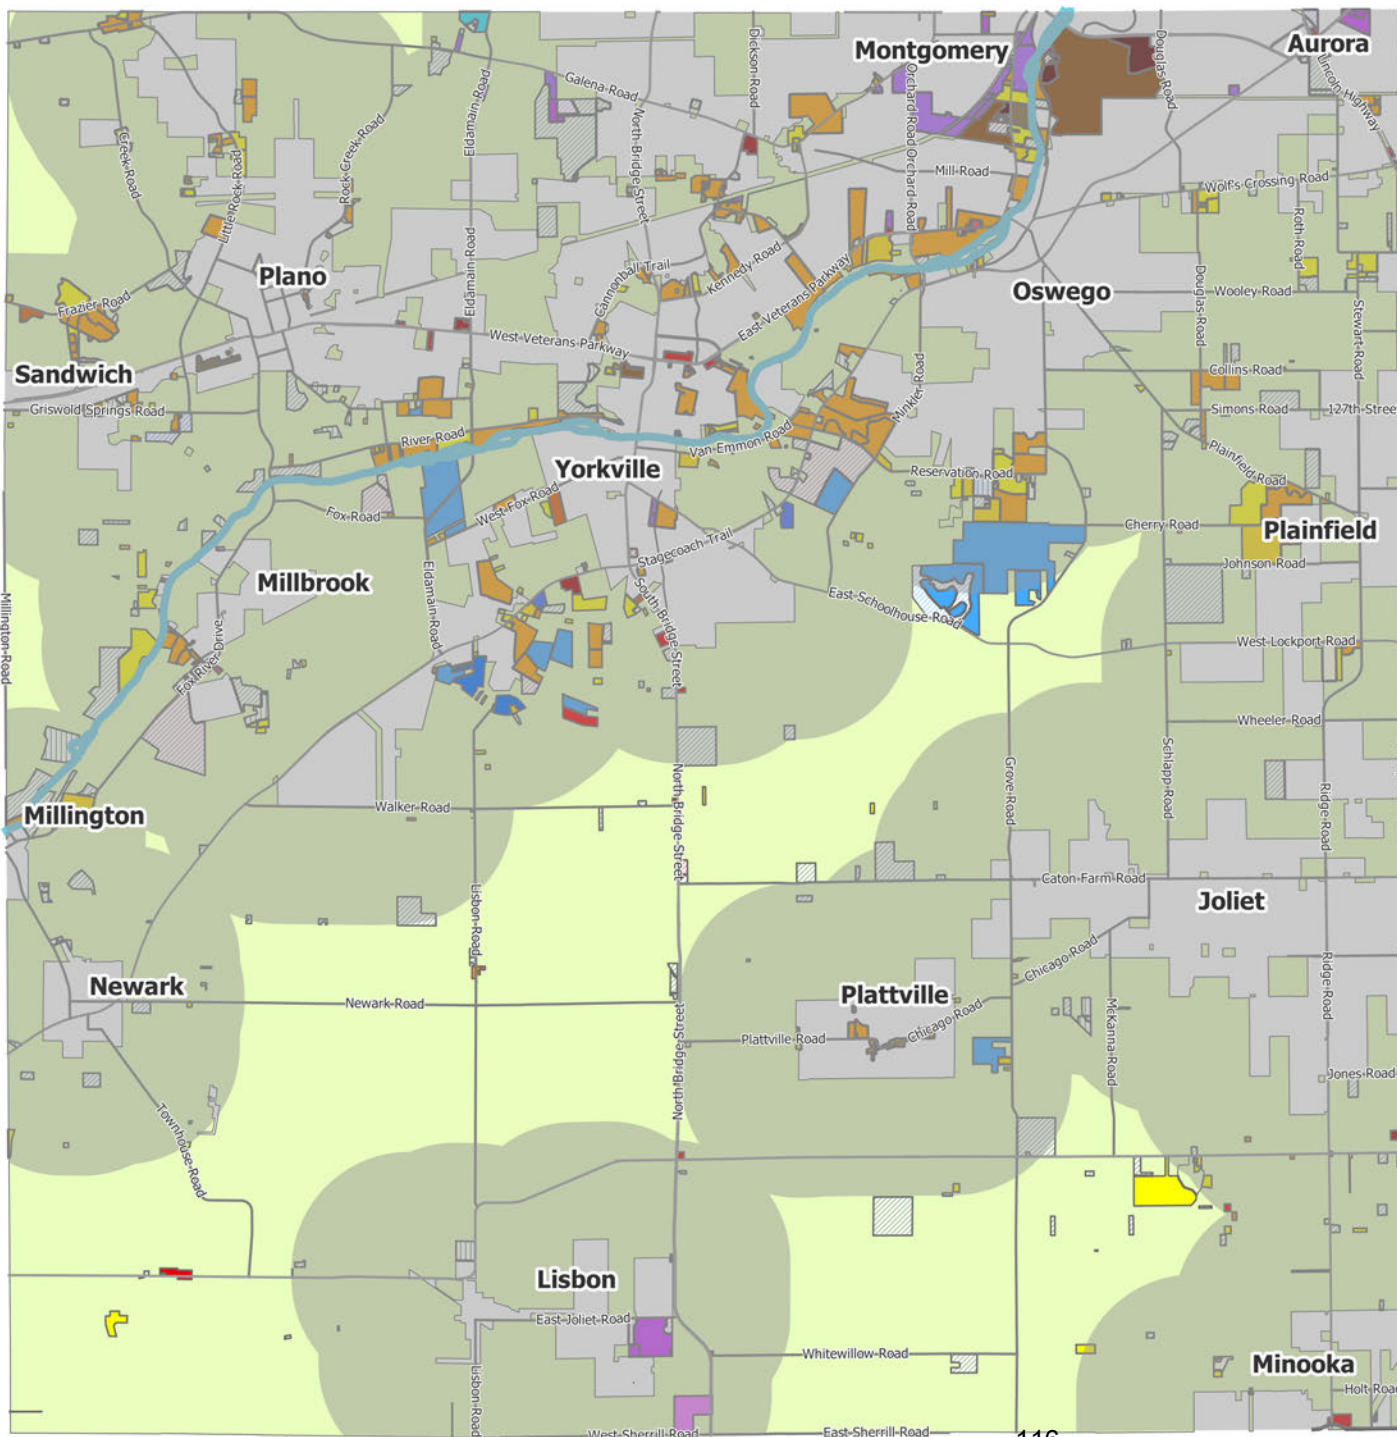 Montgomery
Aurora
Dickson Road
Douglas Road
Lincoln Highway
Galena Road
Eldamain Road
North Bridge Street
Orchard Road
Orchard Road
Creek Road
Little Rock Road
Rock Creek Road
Mill Road
Wolf's Crossing Road
Roth Road
Plano
Cannonball Trail
Kennedy Road
Eldamain Road
East Veterans Parkway
Oswego
Douglas Road
Wooley Road
Stewart Road
Frazier Road
West Veterans Parkway
Sandwich
Minkler Road
Collins Road
Griswold Springs Road
Simons Road
127th Street
River Road
Van Emmon Road
Plainfield Road
Yorkville
Reservation Road
West Fox Road
Fox Road
Stagecoach Trail
Cherry Road
Plainfield
Johnson Road
Millbrook
Eldamain Road
South Bridge Street
East Schoolhouse Road
Millington Road
Fox River Drive
West Lockport Road
Wheeler Road
North Bridge Street
Grove Road
Schlapp Road
Ridge Road
Millington
Walker Road
Caton Farm Road
Joliet
Lisbon Road
Chicago Road
Ridge Road
Newark
Plattville
Newark Road
North Bridge Street
Plattville Road
Chicago Road
McKanna Road
Jones Road
Townhouse Road
Lisbon
East Joliet Road
Whitewillow Road
Minooka
Lisbon Road
Holt Road
West Sherrill Road
East Sherrill Road
116